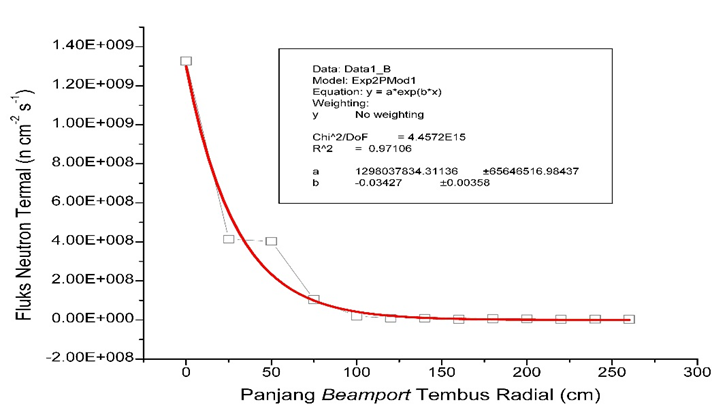 Fluks Neutron Termal (n cm⁻² s⁻¹)
1.40E+009
1.20E+009
1.00E+009
8.00E+008
6.00E+008
4.00E+008
2.00E+008
0.00E+000
-2.00E+008
Data: Data1_B
Model: Exp2PMod1
Equation: y = a*exp(b*x)
Weighting:
y No weighting
Chi^2/DoF = 4.4572E15
R^2 = 0.97106
a 1298037834.31136 ±65646516.98437
b -0.03427 ±0.00358
0 50 100 150 200 250 300
Panjang Beamport Tembus Radial (cm)